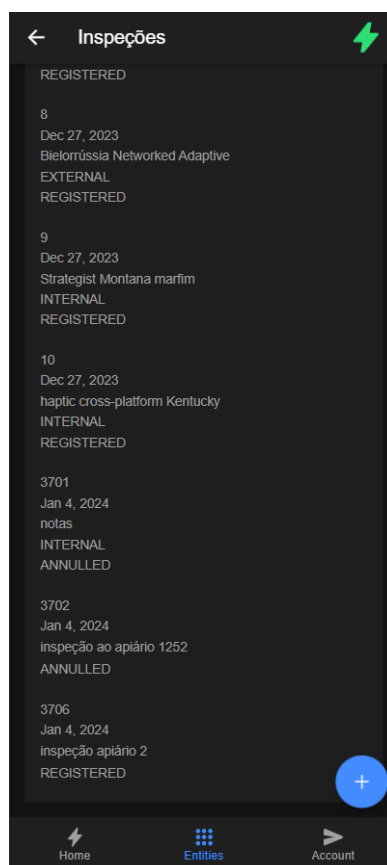 Inspeções
REGISTERED
8
Dec 27, 2023
Bielorrússia Networked Adaptive
EXTERNAL
REGISTERED
9
Dec 27, 2023
Strategist Montana marfim
INTERNAL
REGISTERED
10
Dec 27, 2023
haptic cross-platform Kentucky
INTERNAL
REGISTERED
3701
Jan 4, 2024
notas
INTERNAL
ANNULLED
3702
Jan 4, 2024
inspeção ao apiário 1252
ANNULLED
3706
Jan 4, 2024
inspeção apiário 2
REGISTERED
Home
Entities
Account